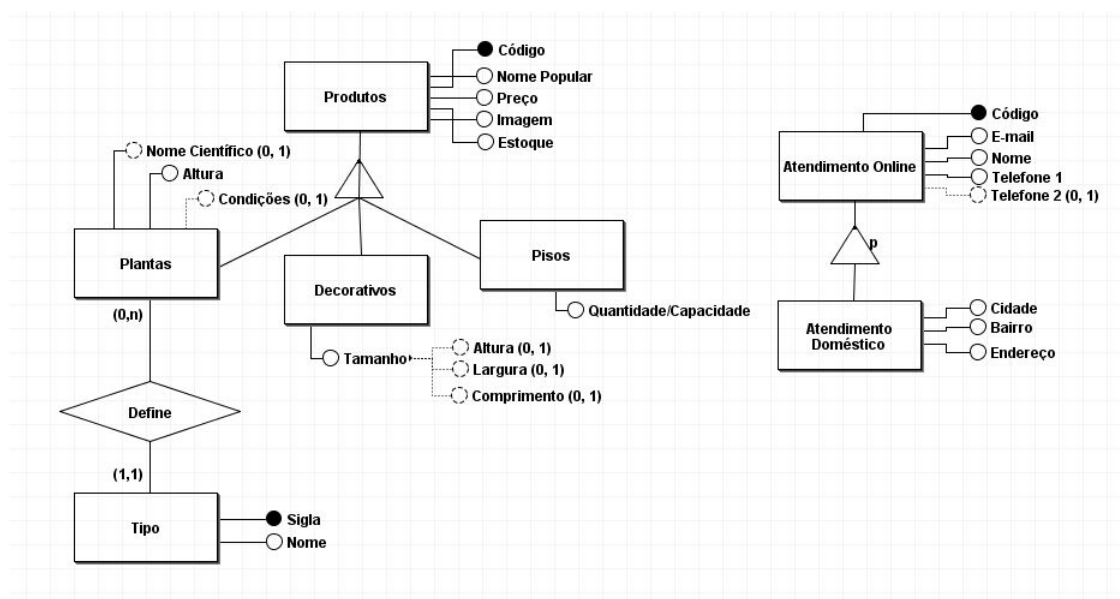 Produtos
Código
Nome Popular
Preço
Imagem
Estoque
Nome Científico (0, 1)
Altura
Condições (0, 1)
Plantas
Decorativos
Pisos
Quantidade/Capacidade
Tamanho
Altura (0, 1)
Largura (0, 1)
Comprimento (0, 1)
(0,n)
Define
(1,1)
Tipo
Sigla
Nome
Atendimento Online
Código
E-mail
Nome
Telefone 1
Telefone 2 (0, 1)
p
Atendimento
Doméstico
Cidade
Bairro
Endereço